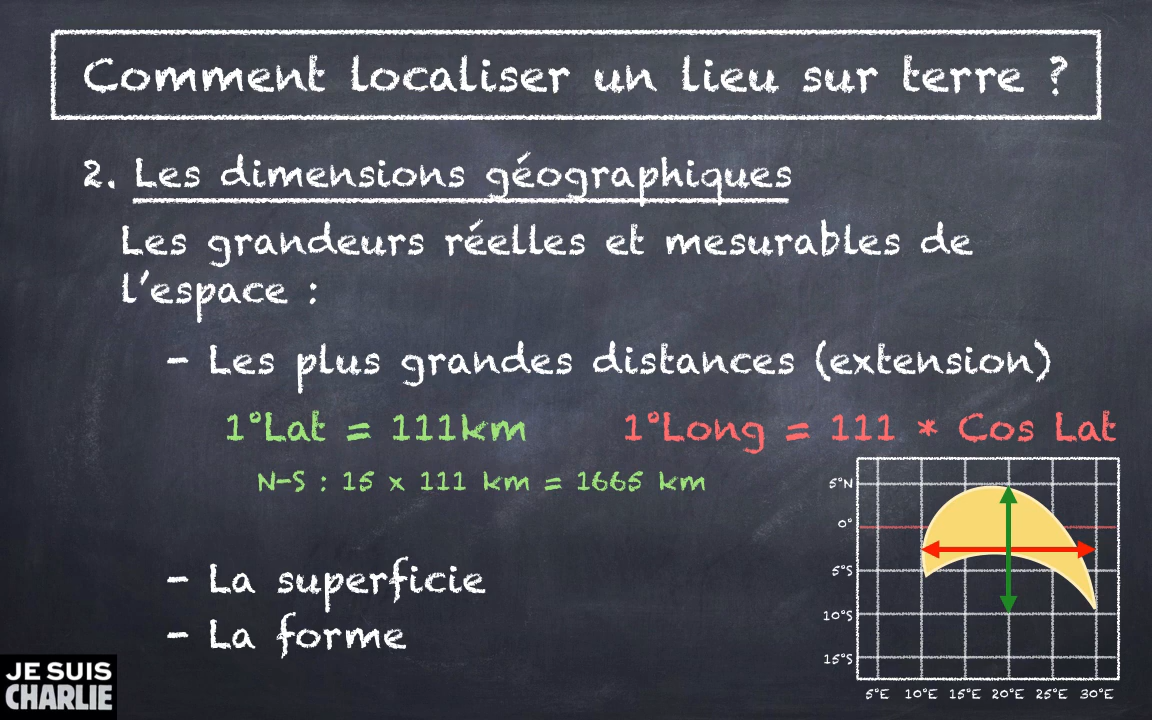 Comment localiser un lieu sur terre ?
2. Les dimensions géographiques
Les grandeurs réelles et mesurables de
l'espace :
- Les plus grandes distances (extension)
1°Lat = 111km
1°Long = 111 * Cos Lat
N-S : 15 x 111 km = 1665 km
- La superficie
- La forme
5°N
0°
5°S
10°S
15°S
5°E 10°E 15°E 20°E 25°E 30°E
JE SUIS
CHARLIE